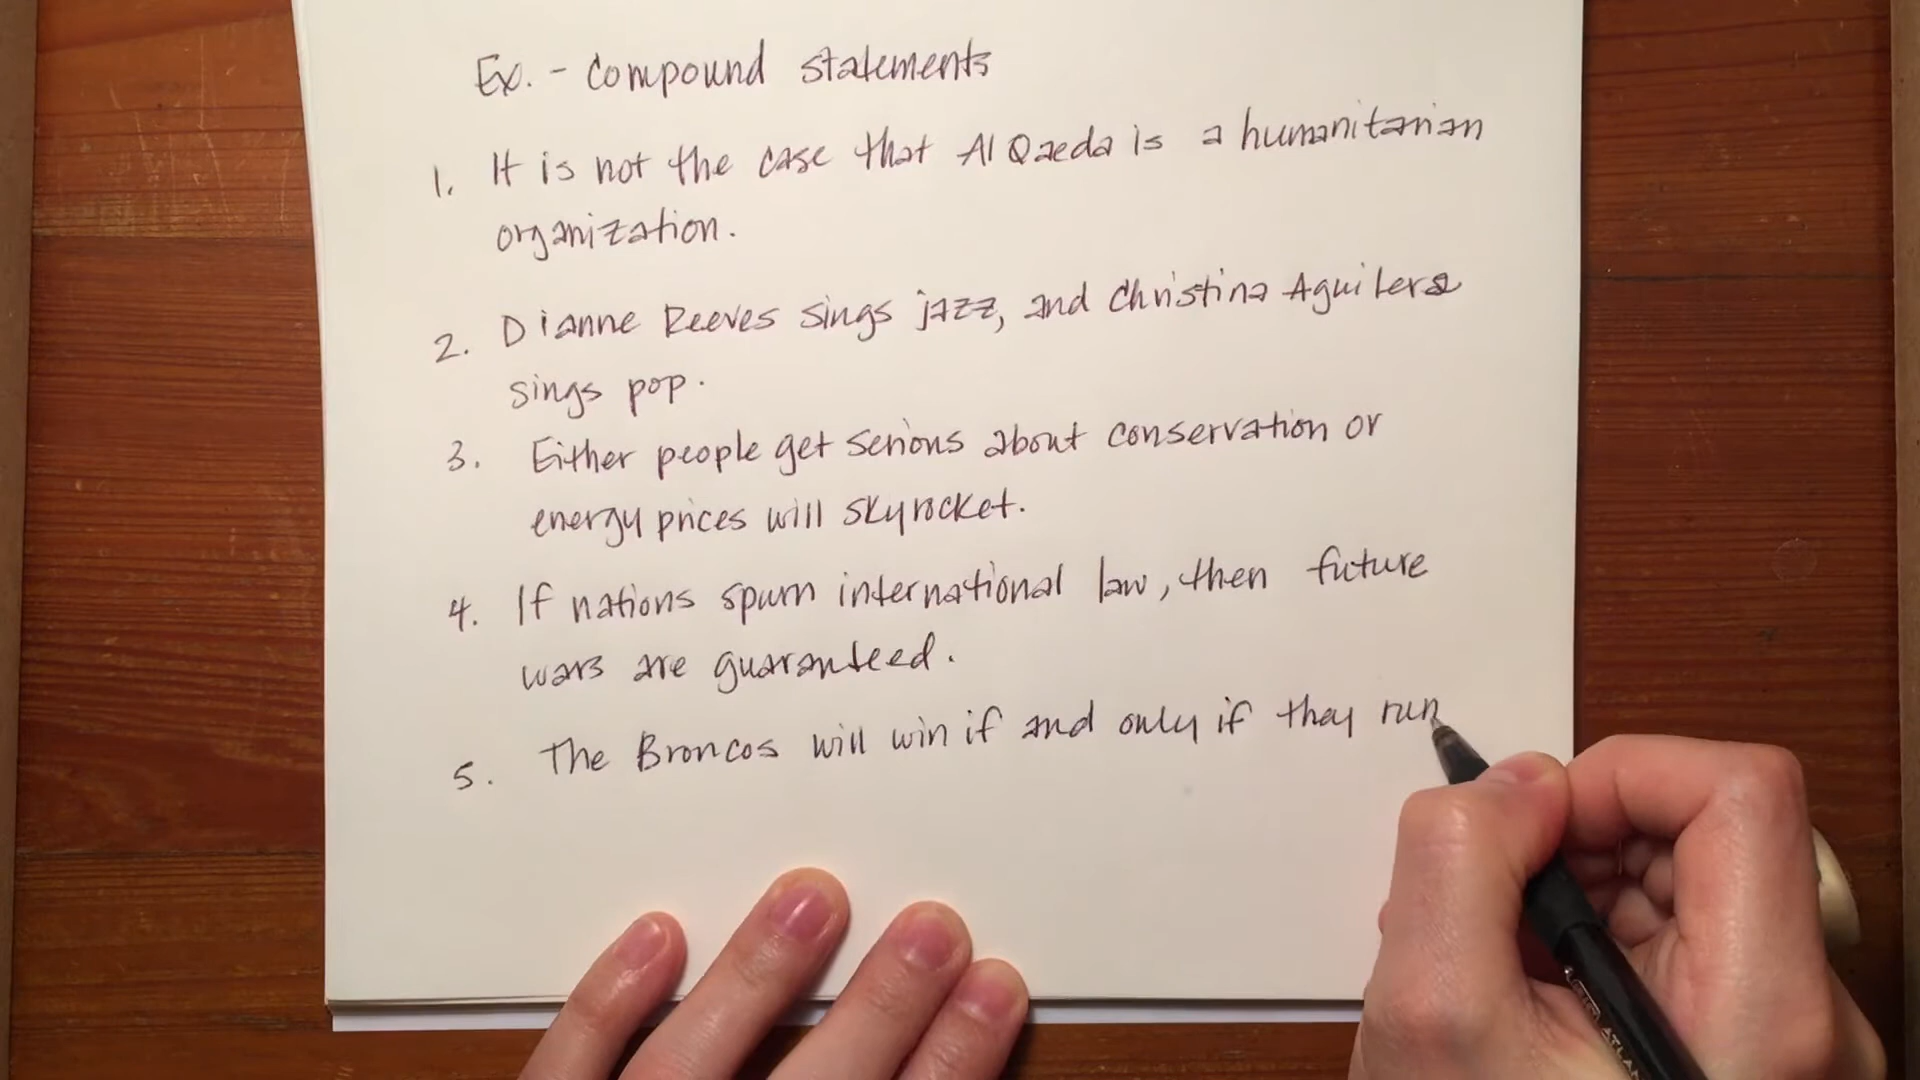 Ex. - compound statements
1. It is not the case that Al Qaeda is a humanitarian
organization.
2. Dianne Reeves sings jazz, and Christina Aguilera
sings pop.
3. Either people get serious about conservation or
energy prices will skyrocket.
4. If nations spurn international law, then future
wars are guaranteed.
5. The Broncos will win if and only if they run